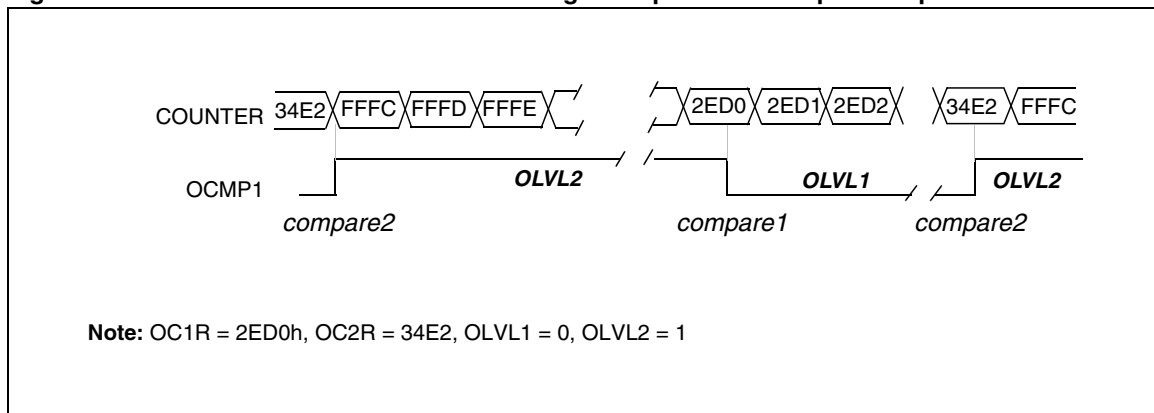 COUNTER 34E2 FFFC FFFD FFFE 2ED0 2ED1 2ED2 34E2 FFFC
OCMP1 OLVL2 OLVL1 OLVL2
compare2 compare1 compare2
Note: OC1R = 2ED0h, OC2R = 34E2, OLVL1 = 0, OLVL2 = 1